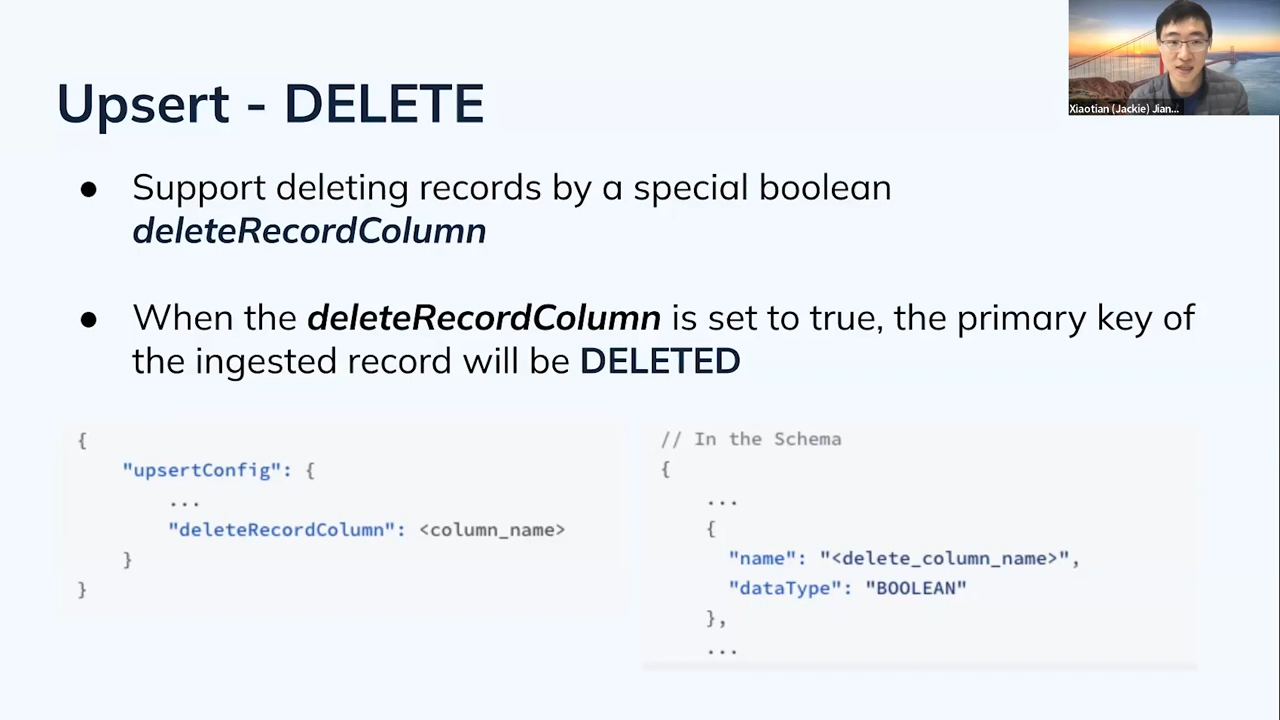 Upsert - DELETE
Xiaotian (Jackie) Jian...
● Support deleting records by a special boolean
deleteRecordColumn
● When the deleteRecordColumn is set to true, the primary key of
the ingested record will be DELETED
{
"upsertConfig": {
...
"deleteRecordColumn": <column_name>
}
}
// In the Schema
{
...
{
"name": "<delete_column_name>",
"dataType": "BOOLEAN"
},
...